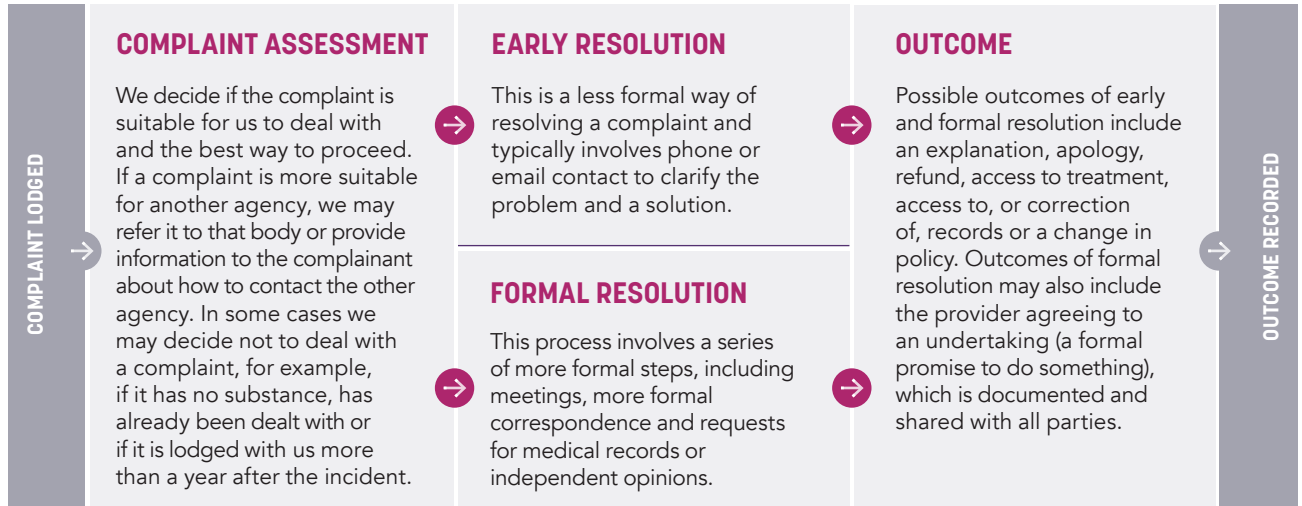 COMPLAINT LODGED
COMPLAINT ASSESSMENT
We decide if the complaint is
suitable for us to deal with
and the best way to proceed.
If a complaint is more suitable
for another agency, we may
refer it to that body or provide
information to the complainant
about how to contact the other
agency. In some cases we
may decide not to deal with
a complaint, for example,
if it has no substance, has
already been dealt with or
if it is lodged with us more
than a year after the incident.
EARLY RESOLUTION
This is a less formal way of
resolving a complaint and
typically involves phone or
email contact to clarify the
problem and a solution.
FORMAL RESOLUTION
This process involves a series
of more formal steps, including
meetings, more formal
correspondence and requests
for medical records or
independent opinions.
OUTCOME
Possible outcomes of early
and formal resolution include
an explanation, apology,
refund, access to treatment,
access to, or correction
of, records or a change in
policy. Outcomes of formal
resolution may also include
the provider agreeing to
an undertaking (a formal
promise to do something),
which is documented and
shared with all parties.
OUTCOME RECORDED